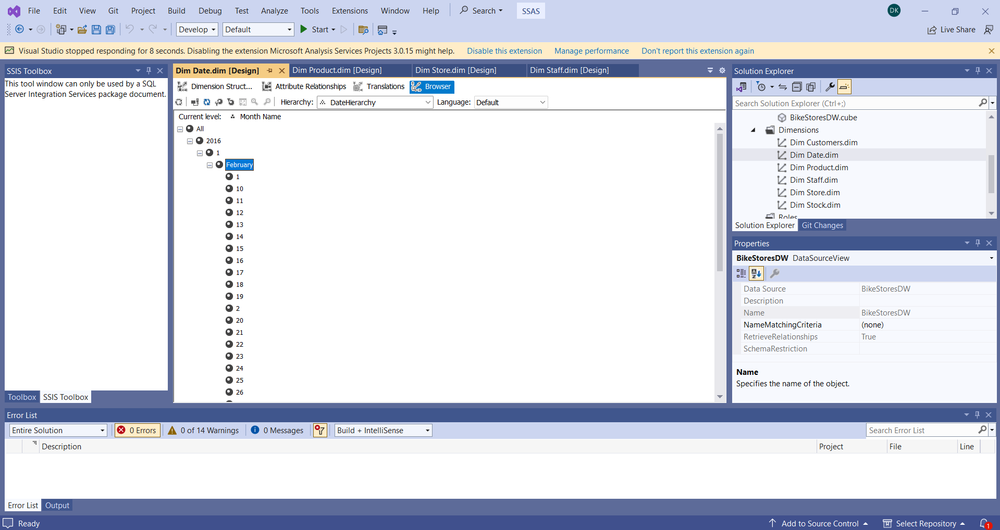 File Edit View Git Project Build Debug Test Analyze Tools Extensions Window Help Search SSAS DK
Develop Default Start Live Share
Visual Studio stopped responding for 8 seconds. Disabling the extension Microsoft Analysis Services Projects 3.0.15 might help. Disable this extension Manage performance Don't report this extension again
SSIS Toolbox
This tool window can only be used by a SQL
Server Integration Services package document.
Toolbox SSIS Toolbox
Dim Date.dim [Design] Dim Product.dim [Design] Dim Store.dim [Design] Dim Staff.dim [Design]
Dimension Struct... Attribute Relationships Translations Browser
Hierarchy: DateHierarchy Language: Default
Current level: Month Name
All
2016
1
February
1
10
11
12
13
14
15
16
17
18
19
2
20
21
22
23
24
25
26
Solution Explorer
Search Solution Explorer (Ctrl+;)
BikeStoresDW.cube
Dimensions
Dim Customers.dim
Dim Date.dim
Dim Product.dim
Dim Staff.dim
Dim Store.dim
Dim Stock.dim
Roles
Solution Explorer Git Changes
Properties
BikeStoresDW DataSourceView
Data Source BikeStoresDW
Description
Name BikeStoresDW
NameMatchingCriteria (none)
RetrieveRelationships True
SchemaRestriction
Name
Specifies the name of the object.
Error List
Entire Solution 0 Errors 0 of 14 Warnings 0 Messages Build + IntelliSense Search Error List
Description Project File Line
Error List Output
Ready Add to Source Control Select Repository 1